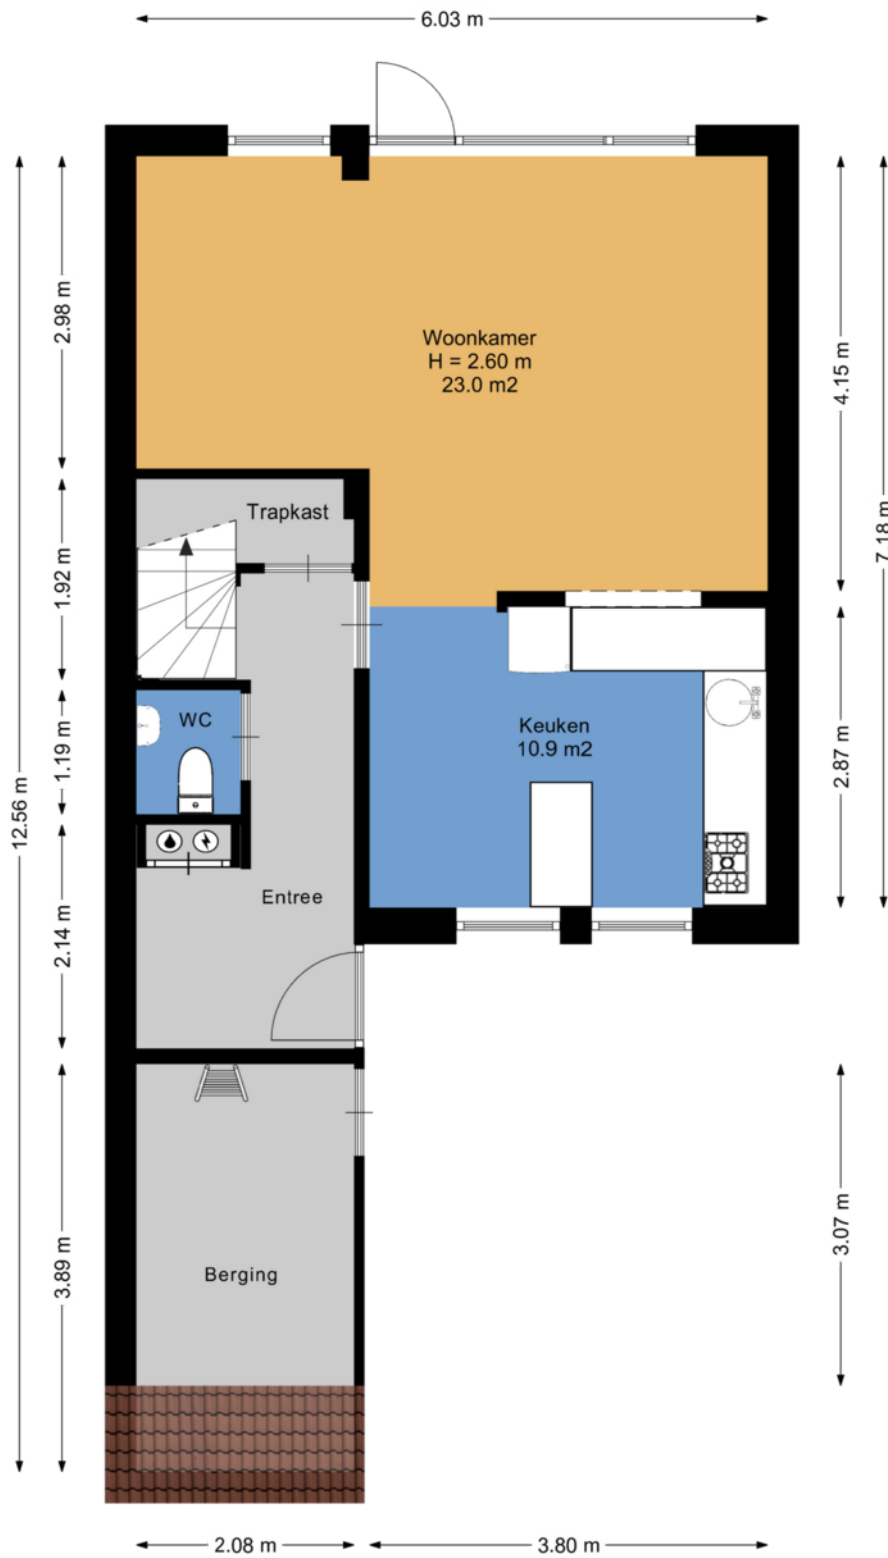 6.03 m
2.98 m
Woonkamer
H = 2.60 m
23.0 m2
4.15 m
7.18 m
Trapkast
1.92 m
WC
1.19 m
Keuken
10.9 m2
2.87 m
12.56 m
Entree
2.14 m
Berging
3.89 m
3.07 m
2.08 m
3.80 m